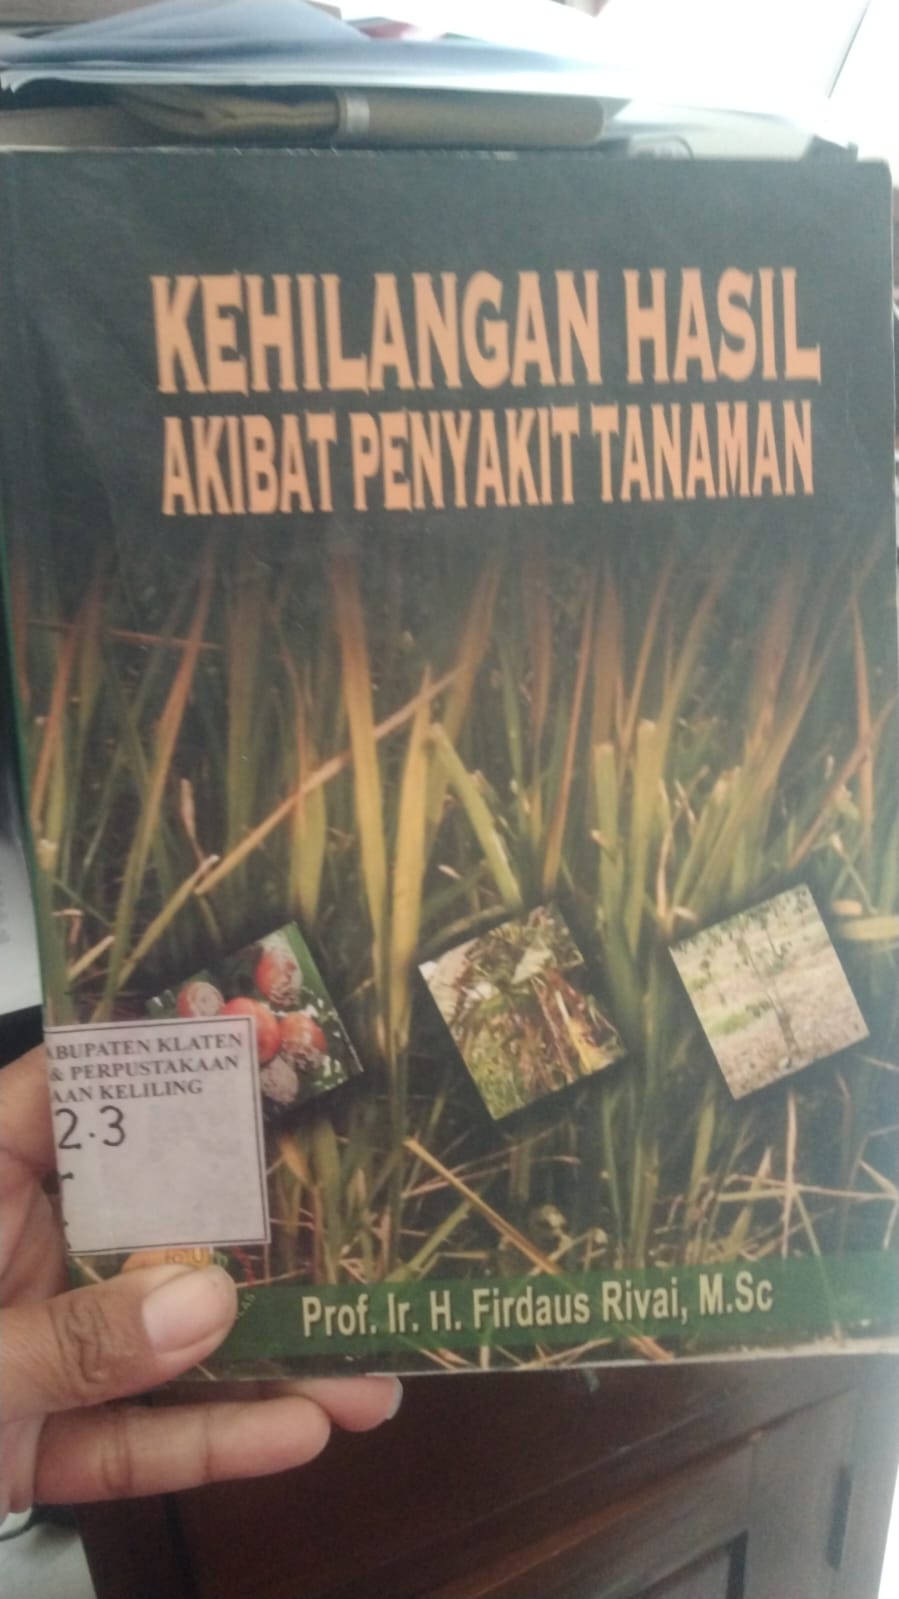 KEHILANGAN HASIL
AKIBAT PENYAKIT TANAMAN
ABUPATEN KLATEN
& PERPUSTAKAAN
AAN KELILING
2.3
Prof. Ir. H. Firdaus Rivai, M.Sc